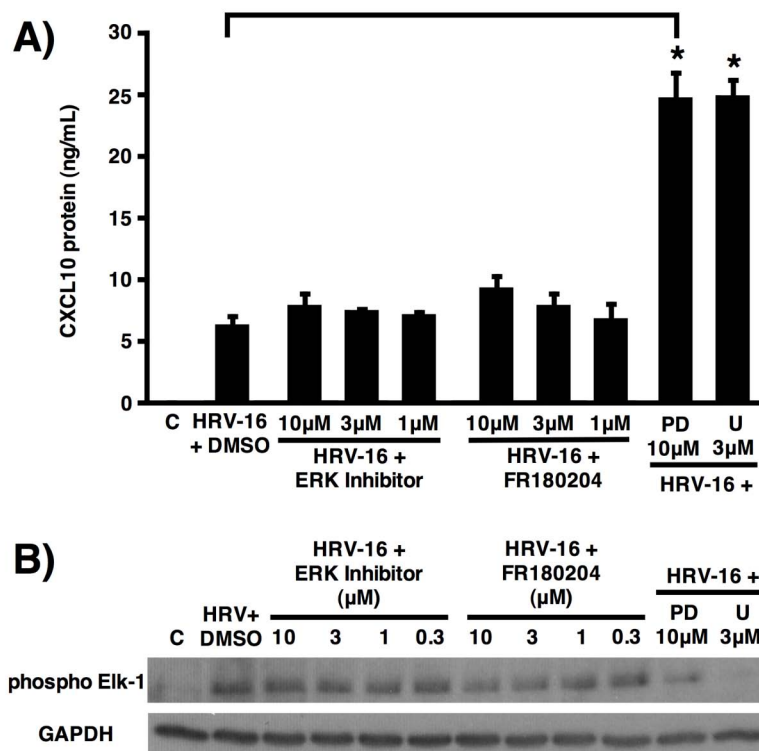 A)
CXCL10 protein (ng/mL)
30
25
20
15
10
5
0
* *
C HRV-16 + DMSO 10µM 3µM 1µM 10µM 3µM 1µM PD 10µM U 3µM
HRV-16 + ERK Inhibitor
HRV-16 + FR180204
HRV-16 +
B)
HRV-16 + ERK Inhibitor (µM)
HRV-16 + FR180204 (µM)
HRV-16 +
C HRV+ DMSO 10 3 1 0.3 10 3 1 0.3 PD 10µM U 3µM
phospho Elk-1
GAPDH